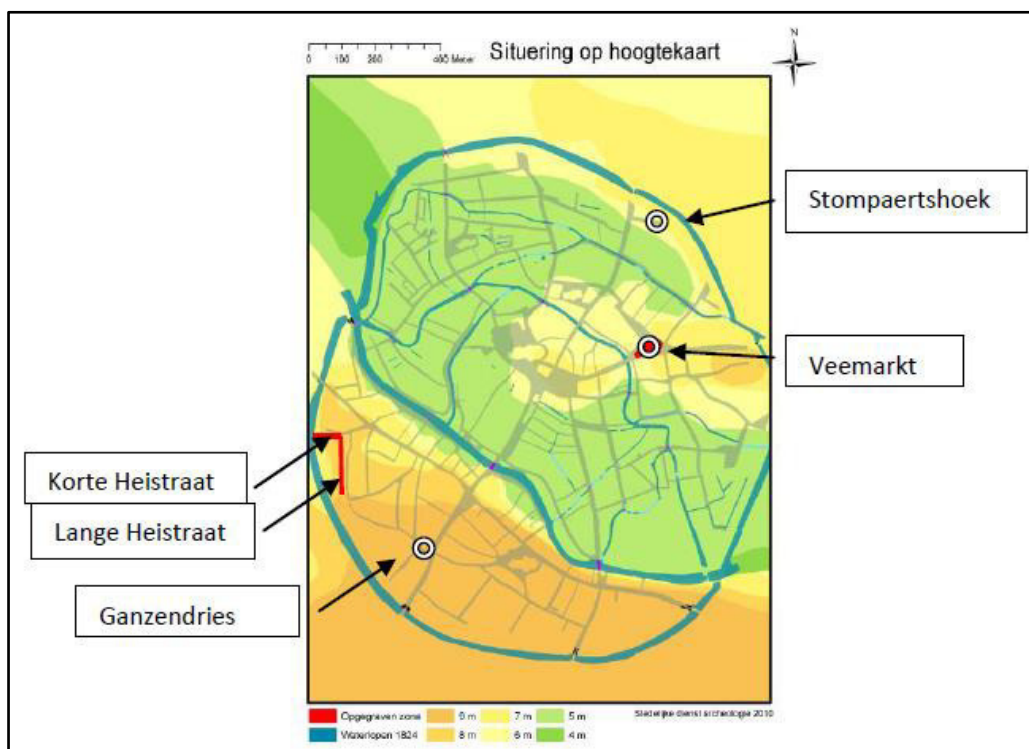 Situering op hoogtekaart
N
0 100 200 400 Meter
Stompaertshoek
Veemarkt
Korte Heistraat
Lange Heistraat
Ganzendries
Opgegraven zone 9 m 7 m 5 m
Waterlopen 1824 8 m 6 m 4 m
Stedelijke dienst archeologie 2010